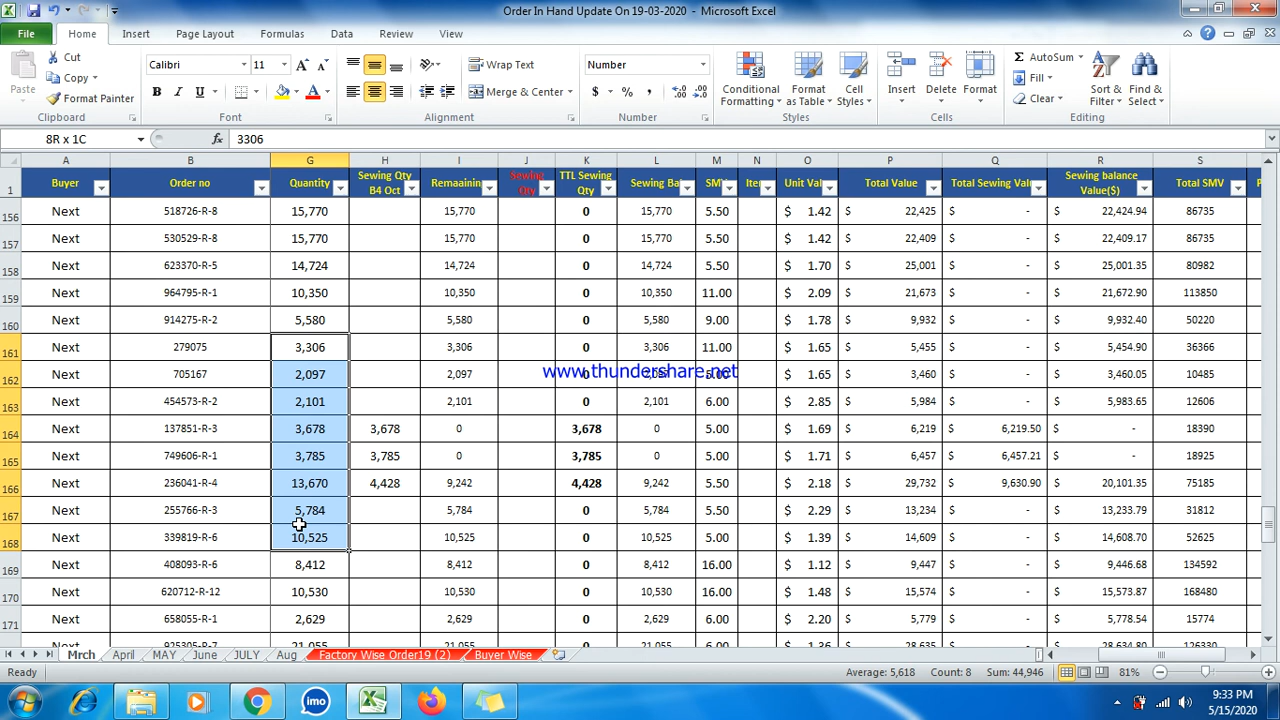 Order In Hand Update On 19-03-2020 - Microsoft Excel
File Home Insert Page Layout Formulas Data Review View
Cut
Copy
Format Painter
Paste
Clipboard
Calibri 11
Font
Wrap Text
Merge & Center
Alignment
Number
Number
Conditional Formatting
Format as Table
Cell Styles
Styles
Insert Delete Format
Cells
AutoSum
Fill
Clear
Sort & Filter
Find & Select
Editing
8R x 1C fx 3306
A B G H I J K L M N O P Q R S
1 Buyer Order no Quantity Sewing Qty B4 Oct Remaainin Sewing Qty TTL Sewing Qty Sewing Ba SM Iter Unit Val Total Value Total Sewing Valu Sewing balance Value($) Total SMV
156 Next 518726-R-8 15,770 15,770 0 15,770 5.50 $ 1.42 $ 22,425 $ - $ 22,424.94 86735
157 Next 530529-R-8 15,770 15,770 0 15,770 5.50 $ 1.42 $ 22,409 $ - $ 22,409.17 86735
158 Next 623370-R-5 14,724 14,724 0 14,724 5.50 $ 1.70 $ 25,001 $ - $ 25,001.35 80982
159 Next 964795-R-1 10,350 10,350 0 10,350 11.00 $ 2.09 $ 21,673 $ - $ 21,672.90 113850
160 Next 914275-R-2 5,580 5,580 0 5,580 9.00 $ 1.78 $ 9,932 $ - $ 9,932.40 50220
161 Next 279075 3,306 3,306 0 3,306 11.00 $ 1.65 $ 5,455 $ - $ 5,454.90 36366
www.thundershare.net
162 Next 705167 2,097 2,097 0 2,097 5.00 $ 1.65 $ 3,460 $ - $ 3,460.05 10485
163 Next 454573-R-2 2,101 2,101 0 2,101 6.00 $ 2.85 $ 5,984 $ - $ 5,983.65 12606
164 Next 137851-R-3 3,678 3,678 0 3,678 0 5.00 $ 1.69 $ 6,219 $ 6,219.50 $ - 18390
165 Next 749606-R-1 3,785 3,785 0 3,785 0 5.00 $ 1.71 $ 6,457 $ 6,457.21 $ - 18925
166 Next 236041-R-4 13,670 4,428 9,242 4,428 9,242 5.50 $ 2.18 $ 29,732 $ 9,630.90 $ 20,101.35 75185
167 Next 255766-R-3 5,784 5,784 0 5,784 5.50 $ 2.29 $ 13,234 $ - $ 13,233.79 31812
168 Next 339819-R-6 10,525 10,525 0 10,525 5.00 $ 1.39 $ 14,609 $ - $ 14,608.70 52625
169 Next 408093-R-6 8,412 8,412 0 8,412 16.00 $ 1.12 $ 9,447 $ - $ 9,446.68 134592
170 Next 620712-R-12 10,530 10,530 0 10,530 16.00 $ 1.48 $ 15,574 $ - $ 15,573.87 168480
171 Next 658055-R-1 2,629 2,629 0 2,629 6.00 $ 2.20 $ 5,779 $ - $ 5,778.54 15774
Next 925305-R-7 21,055 21,055 0 21,055 6.00 $ 1.36 $ 28,635 $ - $ 28,634.80 126330
Mrch April MAY June JULY Aug Factory Wise Order19 (2) Buyer Wise
Ready Average: 5,618 Count: 8 Sum: 44,946 81%
imo
9:33 PM
5/15/2020